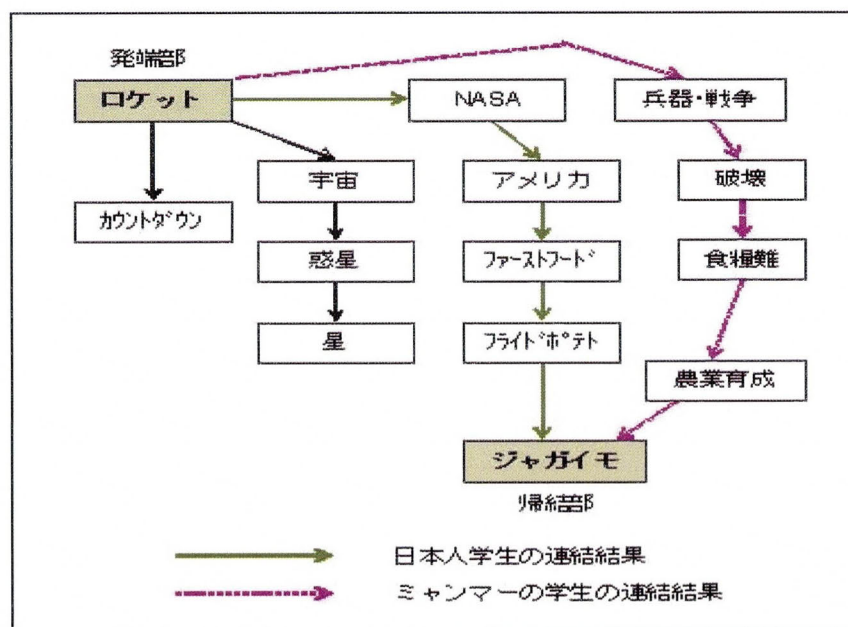 発端部
ロケット
NASA
兵器・戦争
宇宙
アメリカ
破壊
カウントダウン
惑星
ファーストフード
食糧難
星
フライドポテト
農業育成
ジャガイモ
帰結部
日本人学生の連結結果
ミャンマーの学生の連結結果